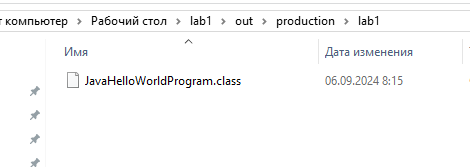 т компьютер > Рабочий стол > lab1 > out > production > lab1
Имя Дата изменения
JavaHelloWorldProgram.class 06.09.2024 8:15